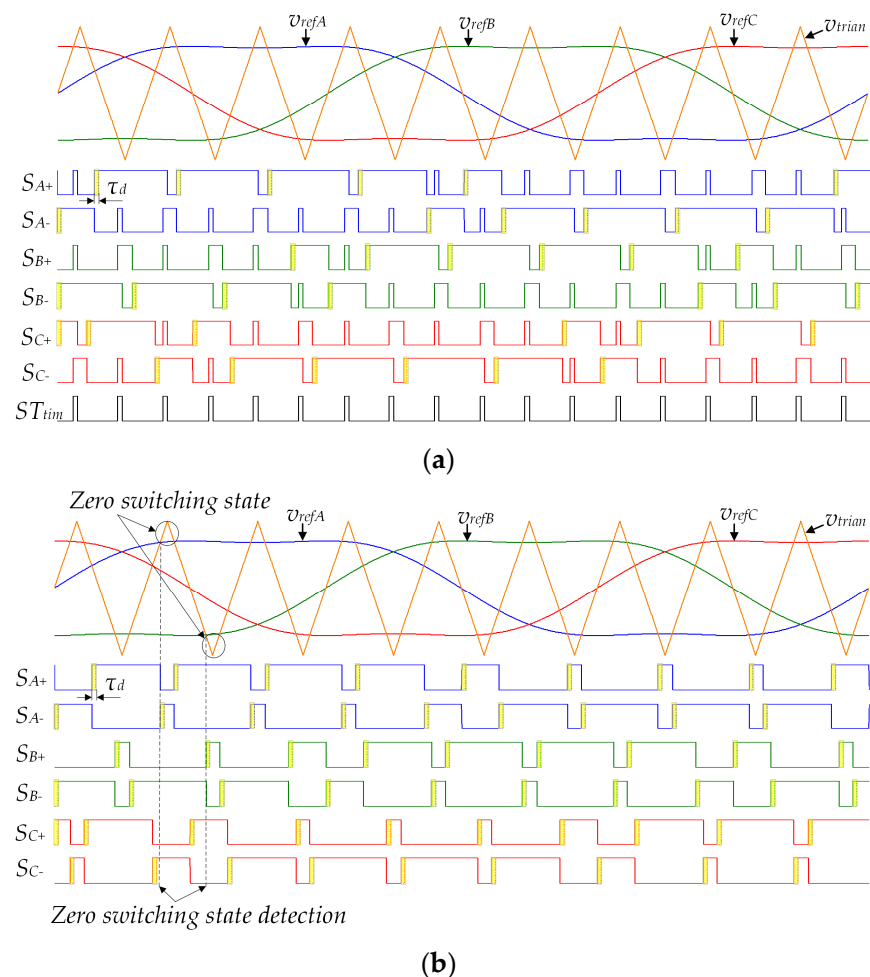 v_refA v_refB v_refC v_trian
S_A+
τ_d
S_A-
S_B+
S_B-
S_C+
S_C-
ST_tim
(a)
Zero switching state
v_refA v_refB v_refC v_trian
S_A+
τ_d
S_A-
S_B+
S_B-
S_C+
S_C-
Zero switching state detection
(b)